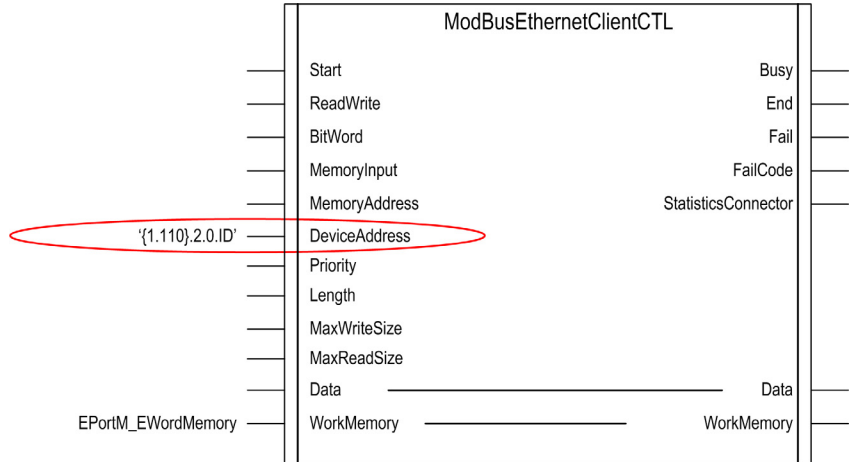 ModBusEthernetClientCTL
Start Busy
ReadWrite End
BitWord Fail
MemoryInput FailCode
MemoryAddress StatisticsConnector
‘{1.110}.2.0.ID’ DeviceAddress
Priority
Length
MaxWriteSize
MaxReadSize
Data Data
EPortM_EWordMemory WorkMemory WorkMemory